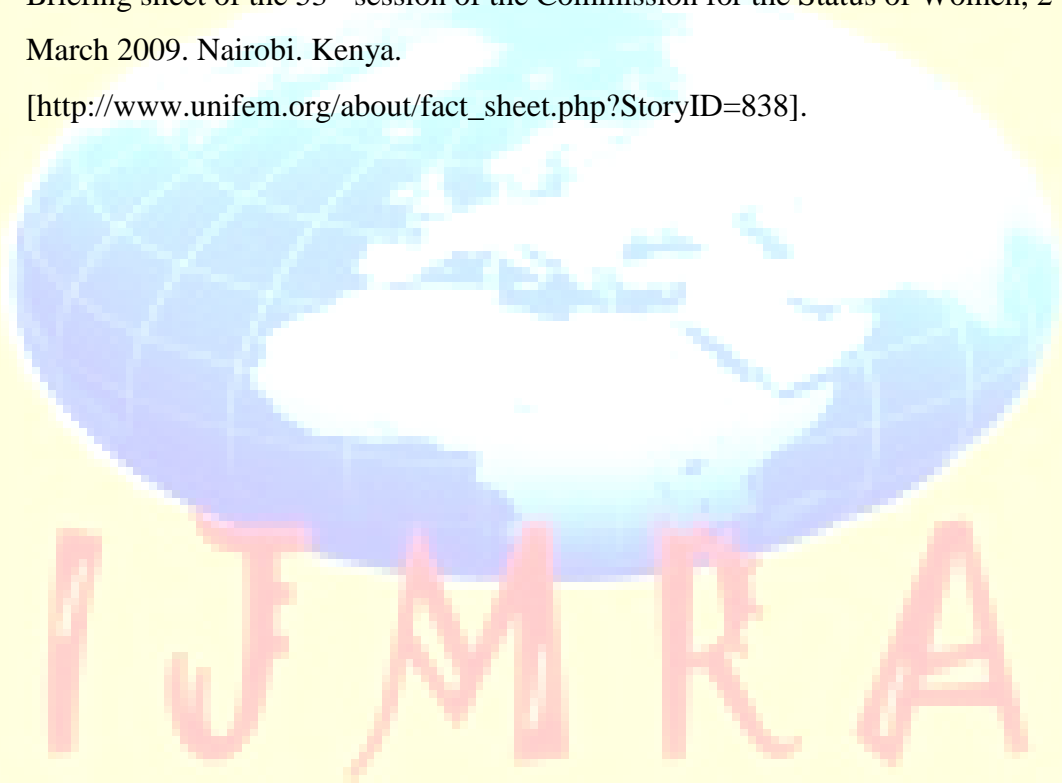 Briefing sheet of the 53 session of the Commission for the Status of Women, 2
March 2009. Nairobi. Kenya.
[http://www.unifem.org/about/fact_sheet.php?StoryID=838].
IJMRA